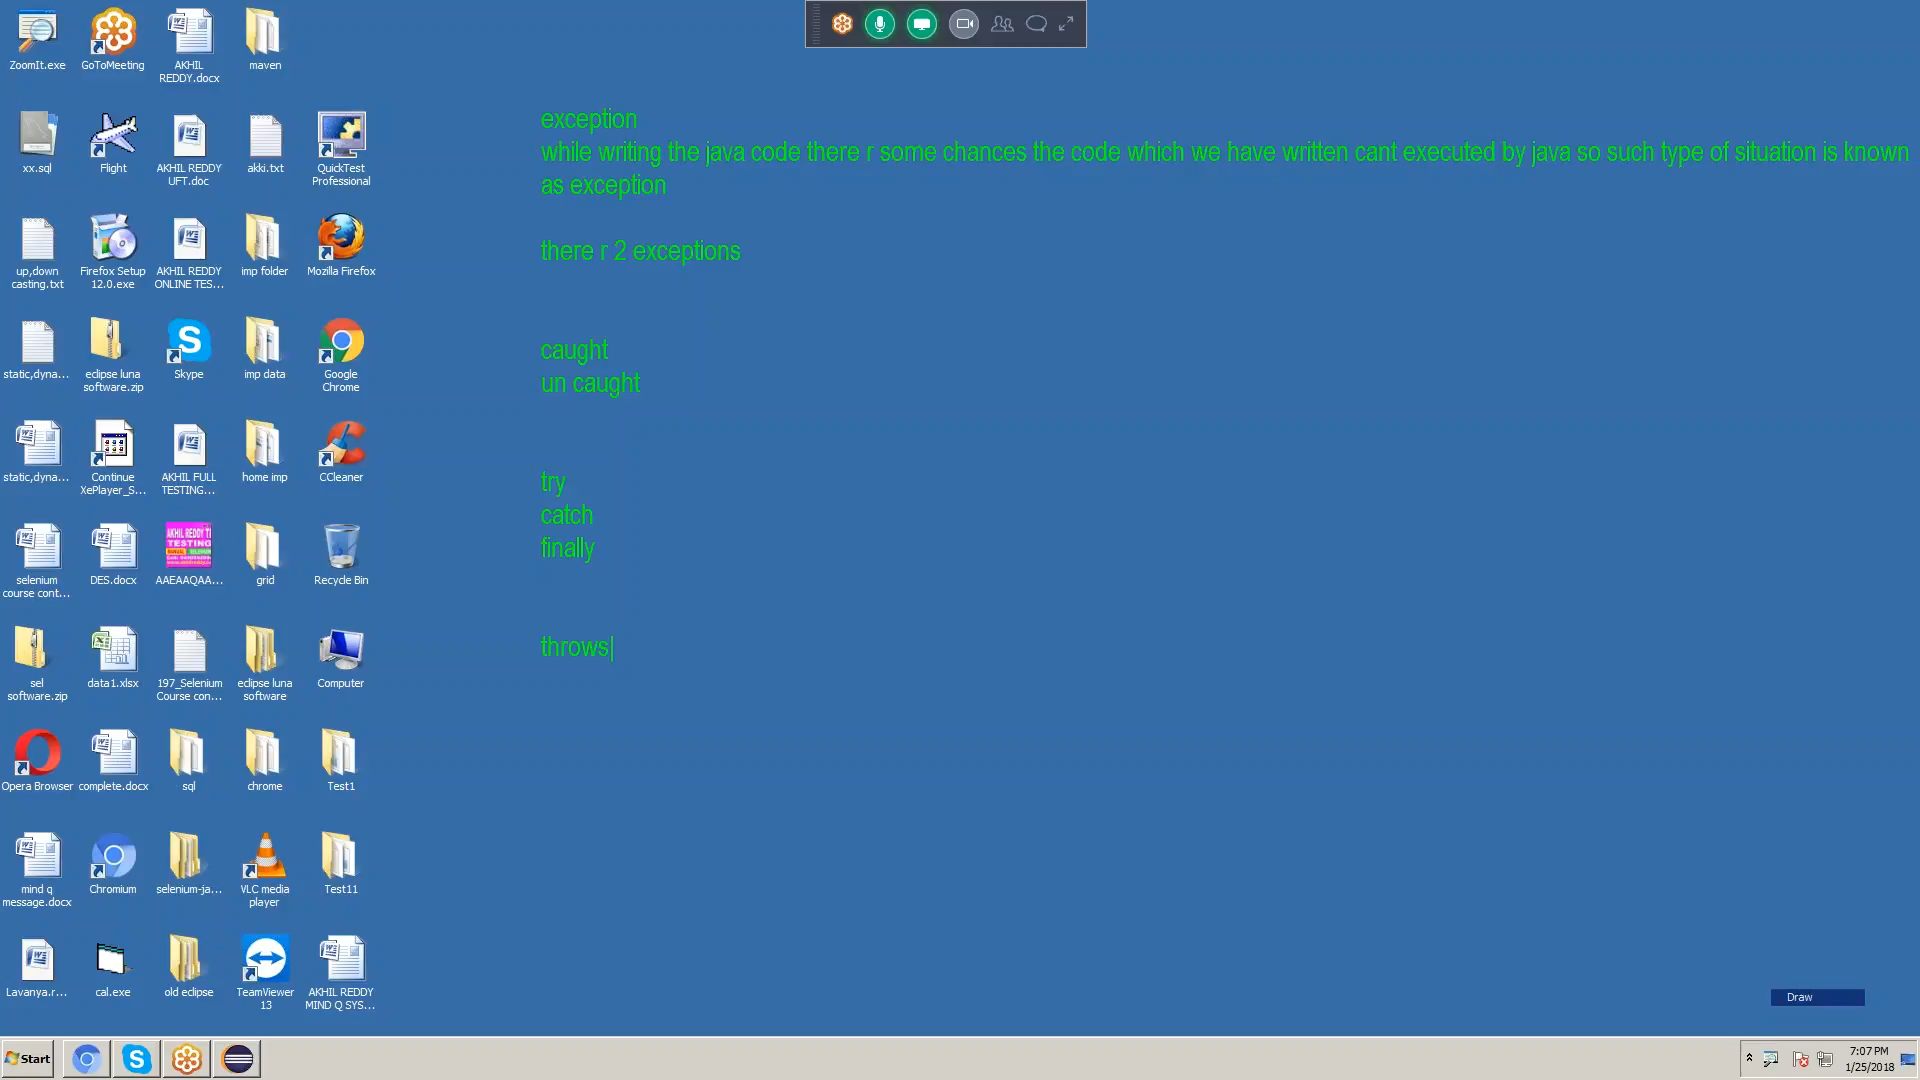 ZoomIt.exe
GoToMeeting
AKHIL
REDDY.docx
maven
xx.sql
Flight
AKHIL REDDY
UFT.doc
akki.txt
QuickTest
Professional
up,down
casting.txt
Firefox Setup
12.0.exe
AKHIL REDDY
ONLINE TES...
imp folder
Mozilla Firefox
static,dyna...
eclipse luna
software.zip
Skype
imp data
Google
Chrome
static,dyna...
Continue
XePlayer_S...
AKHIL FULL
TESTING...
home imp
CCleaner
selenium
course cont...
DES.docx
AAEAAQAA...
grid
Recycle Bin
sel
software.zip
data1.xlsx
197_Selenium
Course con...
eclipse luna
software
Computer
Opera Browser
complete.docx
sql
chrome
Test1
mind q
message.docx
Chromium
selenium-ja...
VLC media
player
Test11
Lavanya.r...
cal.exe
old eclipse
TeamViewer
13
AKHIL REDDY
MIND Q SYS...
exception
while writing the java code there r some chances the code which we have written cant executed by java so such type of situation is known
as exception
there r 2 exceptions
caught
un caught
try
catch
finally
throws
Draw
Start
7:07 PM
1/25/2018